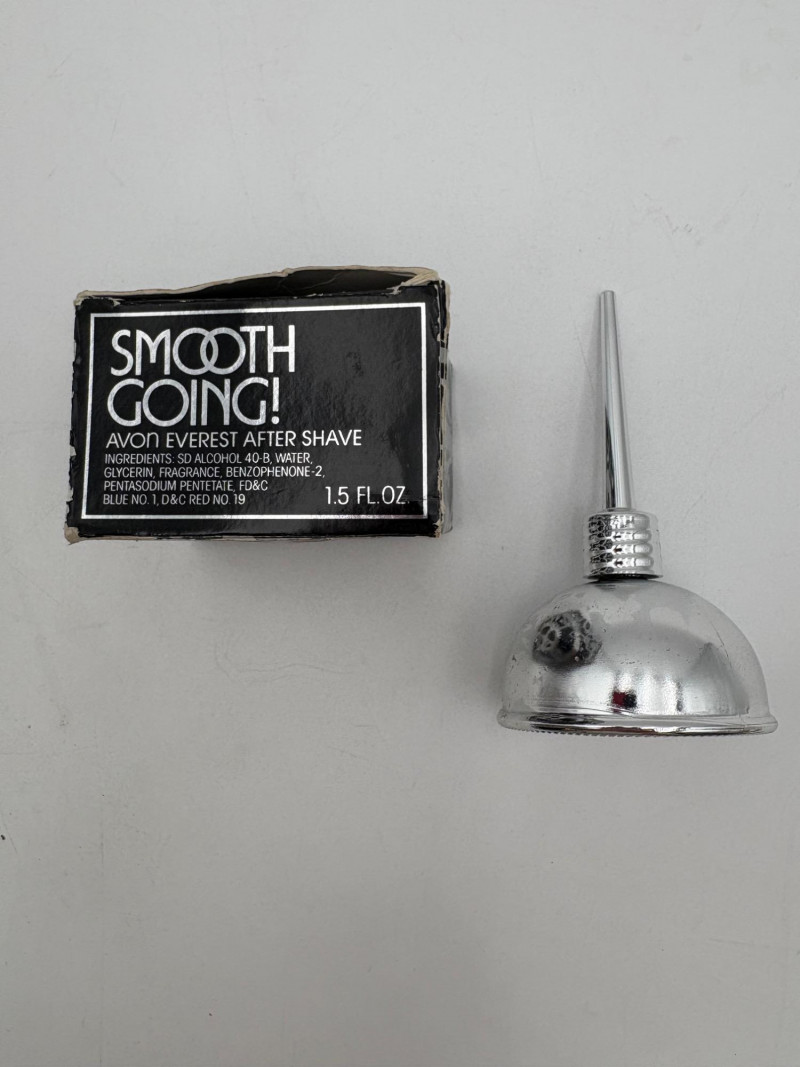 SMOOTH
GOING!
AVON EVEREST AFTER SHAVE
INGREDIENTS: SD ALCOHOL 40-B, WATER,
GLYCERIN, FRAGRANCE, BENZOPHENONE-2,
PENTASODIUM PENTETATE, FD&C
BLUE NO. 1, D&C RED NO. 19
1.5 FL.OZ.